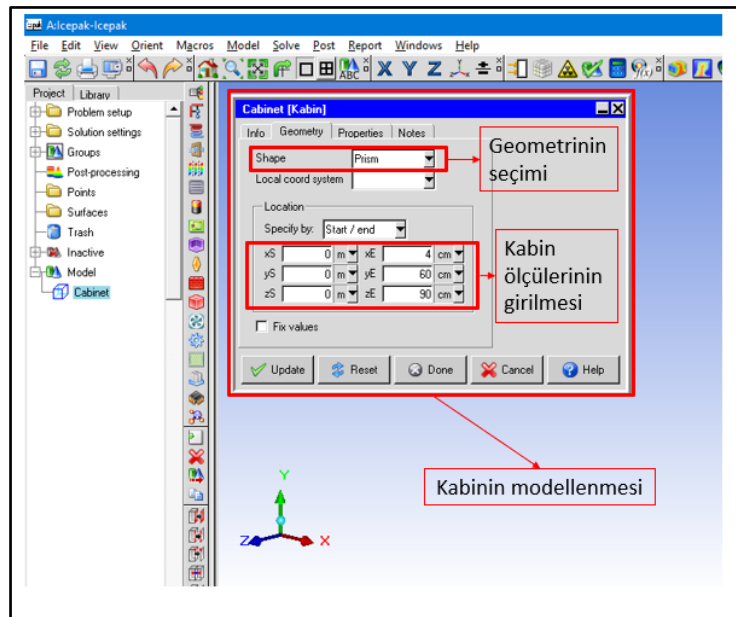 A:Icepak-Icepak
File Edit View Orient Macros Model Solve Post Report Windows Help
ABC X Y Z f(x)
Project Library
Problem setup
Solution settings
Groups
Post-processing
Points
Surfaces
Trash
Inactive
Model
Cabinet
Cabinet [Kabin]
Info Geometry Properties Notes
Shape Prism
Local coord system
Location
Specify by: Start / end
xS 0 m xE 4 cm
yS 0 m yE 60 cm
zS 0 m zE 90 cm
Fix values
Update Reset Done Cancel Help
Geometrinin
seçimi
Kabin
ölçülerinin
girilmesi
Kabinin modellenmesi
Y
Z X